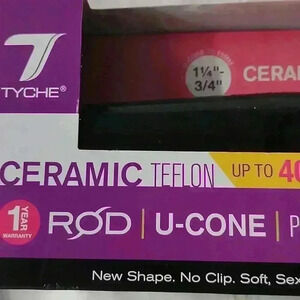 TYCHE®
1¼"-
3/4"
CERAM
CERAMIC TEFLON UP TO 40
1 YEAR
WARRANTY
ROD | U-CONE | P
New Shape. No Clip. Soft, Sex